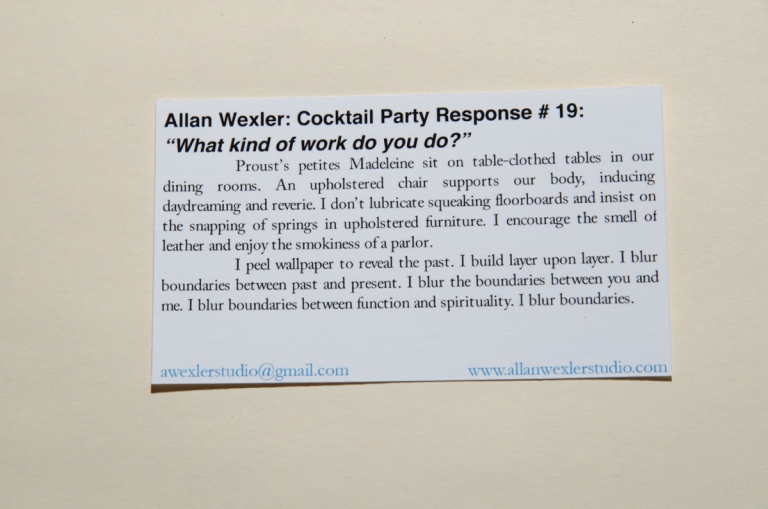 Allan Wexler: Cocktail Party Response # 19:
“What kind of work do you do?”
Proust’s petites Madeleine sit on table-clothed tables in our
dining rooms. An upholstered chair supports our body, inducing
daydreaming and reverie. I don’t lubricate squeaking floorboards and insist on
the snapping of springs in upholstered furniture. I encourage the smell of
leather and enjoy the smokiness of a parlor.
I peel wallpaper to reveal the past. I build layer upon layer. I blur
boundaries between past and present. I blur the boundaries between you and
me. I blur boundaries between function and spirituality. I blur boundaries.
awexlerstudio@gmail.com www.allanwexlerstudio.com